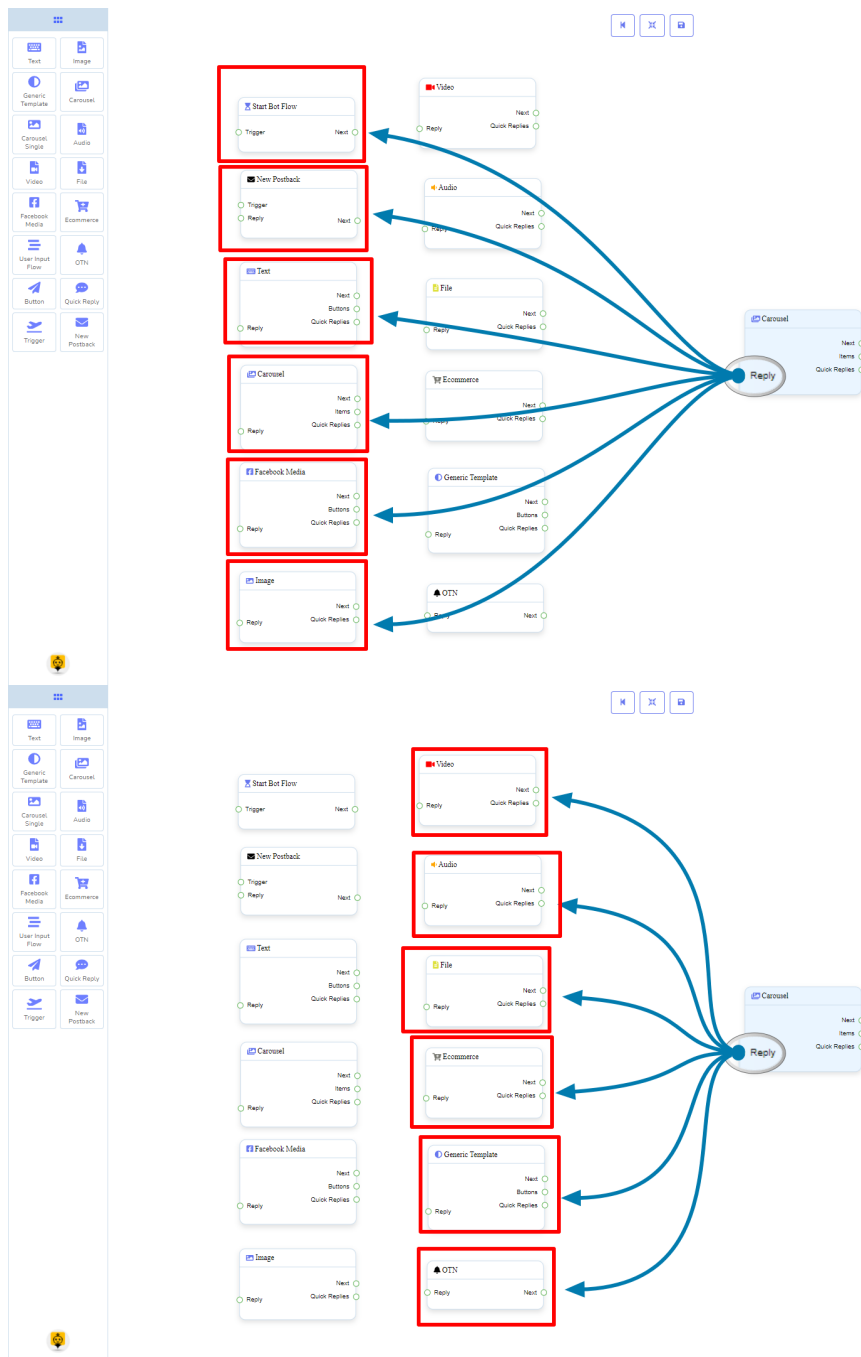 Text
Image
Generic
Template
Carousel
Carousel
Single
Audio
Video
File
Facebook
Media
Ecommerce
User Input
Flow
OTN
Button
Quick Reply
Trigger
New
Postback
Start Bot Flow
Trigger
Next
New Postback
Trigger
Reply
Next
Text
Next
Buttons
Quick Replies
Reply
Carousel
Next
Items
Quick Replies
Reply
Facebook Media
Next
Buttons
Quick Replies
Reply
Image
Next
Quick Replies
Reply
Video
Next
Quick Replies
Reply
Audio
Next
Quick Replies
Reply
File
Next
Quick Replies
Reply
Ecommerce
Next
Quick Replies
Reply
Generic Template
Next
Buttons
Quick Replies
Reply
OTN
Reply
Next
Carousel
Next
Items
Quick Replies
Reply
Text
Image
Generic
Template
Carousel
Carousel
Single
Audio
Video
File
Facebook
Media
Ecommerce
User Input
Flow
OTN
Button
Quick Reply
Trigger
New
Postback
Start Bot Flow
Trigger
Next
New Postback
Trigger
Reply
Next
Text
Next
Buttons
Quick Replies
Reply
Carousel
Next
Items
Quick Replies
Reply
Facebook Media
Next
Buttons
Quick Replies
Reply
Image
Next
Quick Replies
Reply
Video
Next
Quick Replies
Reply
Audio
Next
Quick Replies
Reply
File
Next
Quick Replies
Reply
Ecommerce
Next
Quick Replies
Reply
Generic Template
Next
Buttons
Quick Replies
Reply
OTN
Reply
Next
Carousel
Next
Items
Quick Replies
Reply